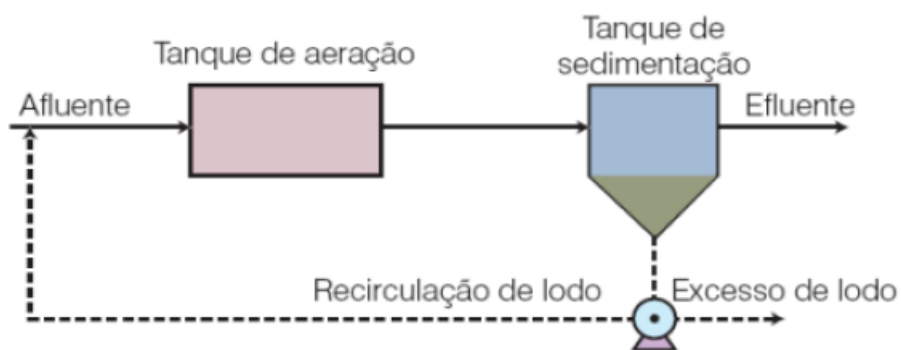 Tanque de aeração
Tanque de
sedimentação
Afluente
Efluente
Recirculação de lodo
Excesso de lodo